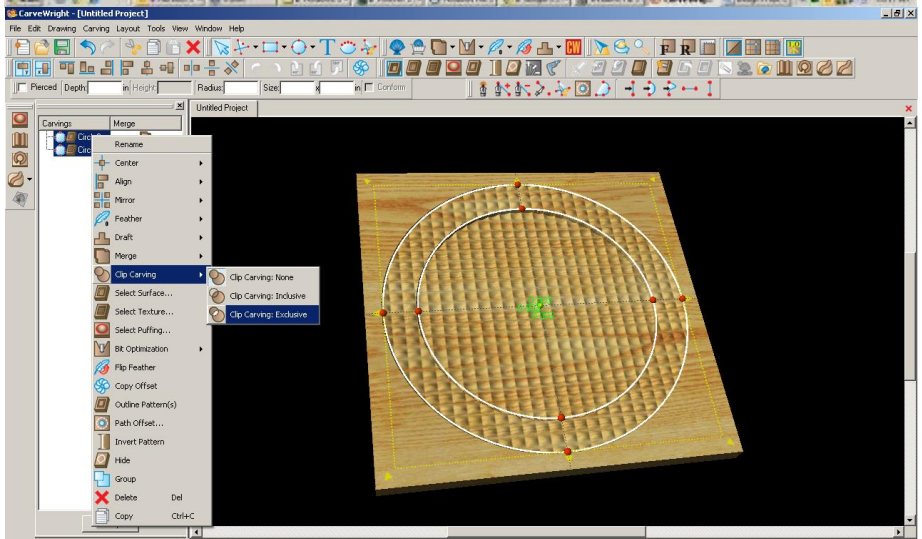 CarveWright - [Untitled Project]
File Edit Drawing Carving Layout Tools View Window Help
T CW F R
Pierced Depth: in Height: Radius: Size: x in Conform
Untitled Project
Carvings Merge
Circ
Rename
Center
Align
Mirror
Feather
Draft
Merge
Clip Carving
Clip Carving: None
Clip Carving: Inclusive
Clip Carving: Exclusive
Select Surface...
Select Texture...
Select Puffing...
Bit Optimization
Flip Feather
Copy Offset
Outline Pattern(s)
Path Offset...
Invert Pattern
Hide
Group
Delete Del
Copy Ctrl+C